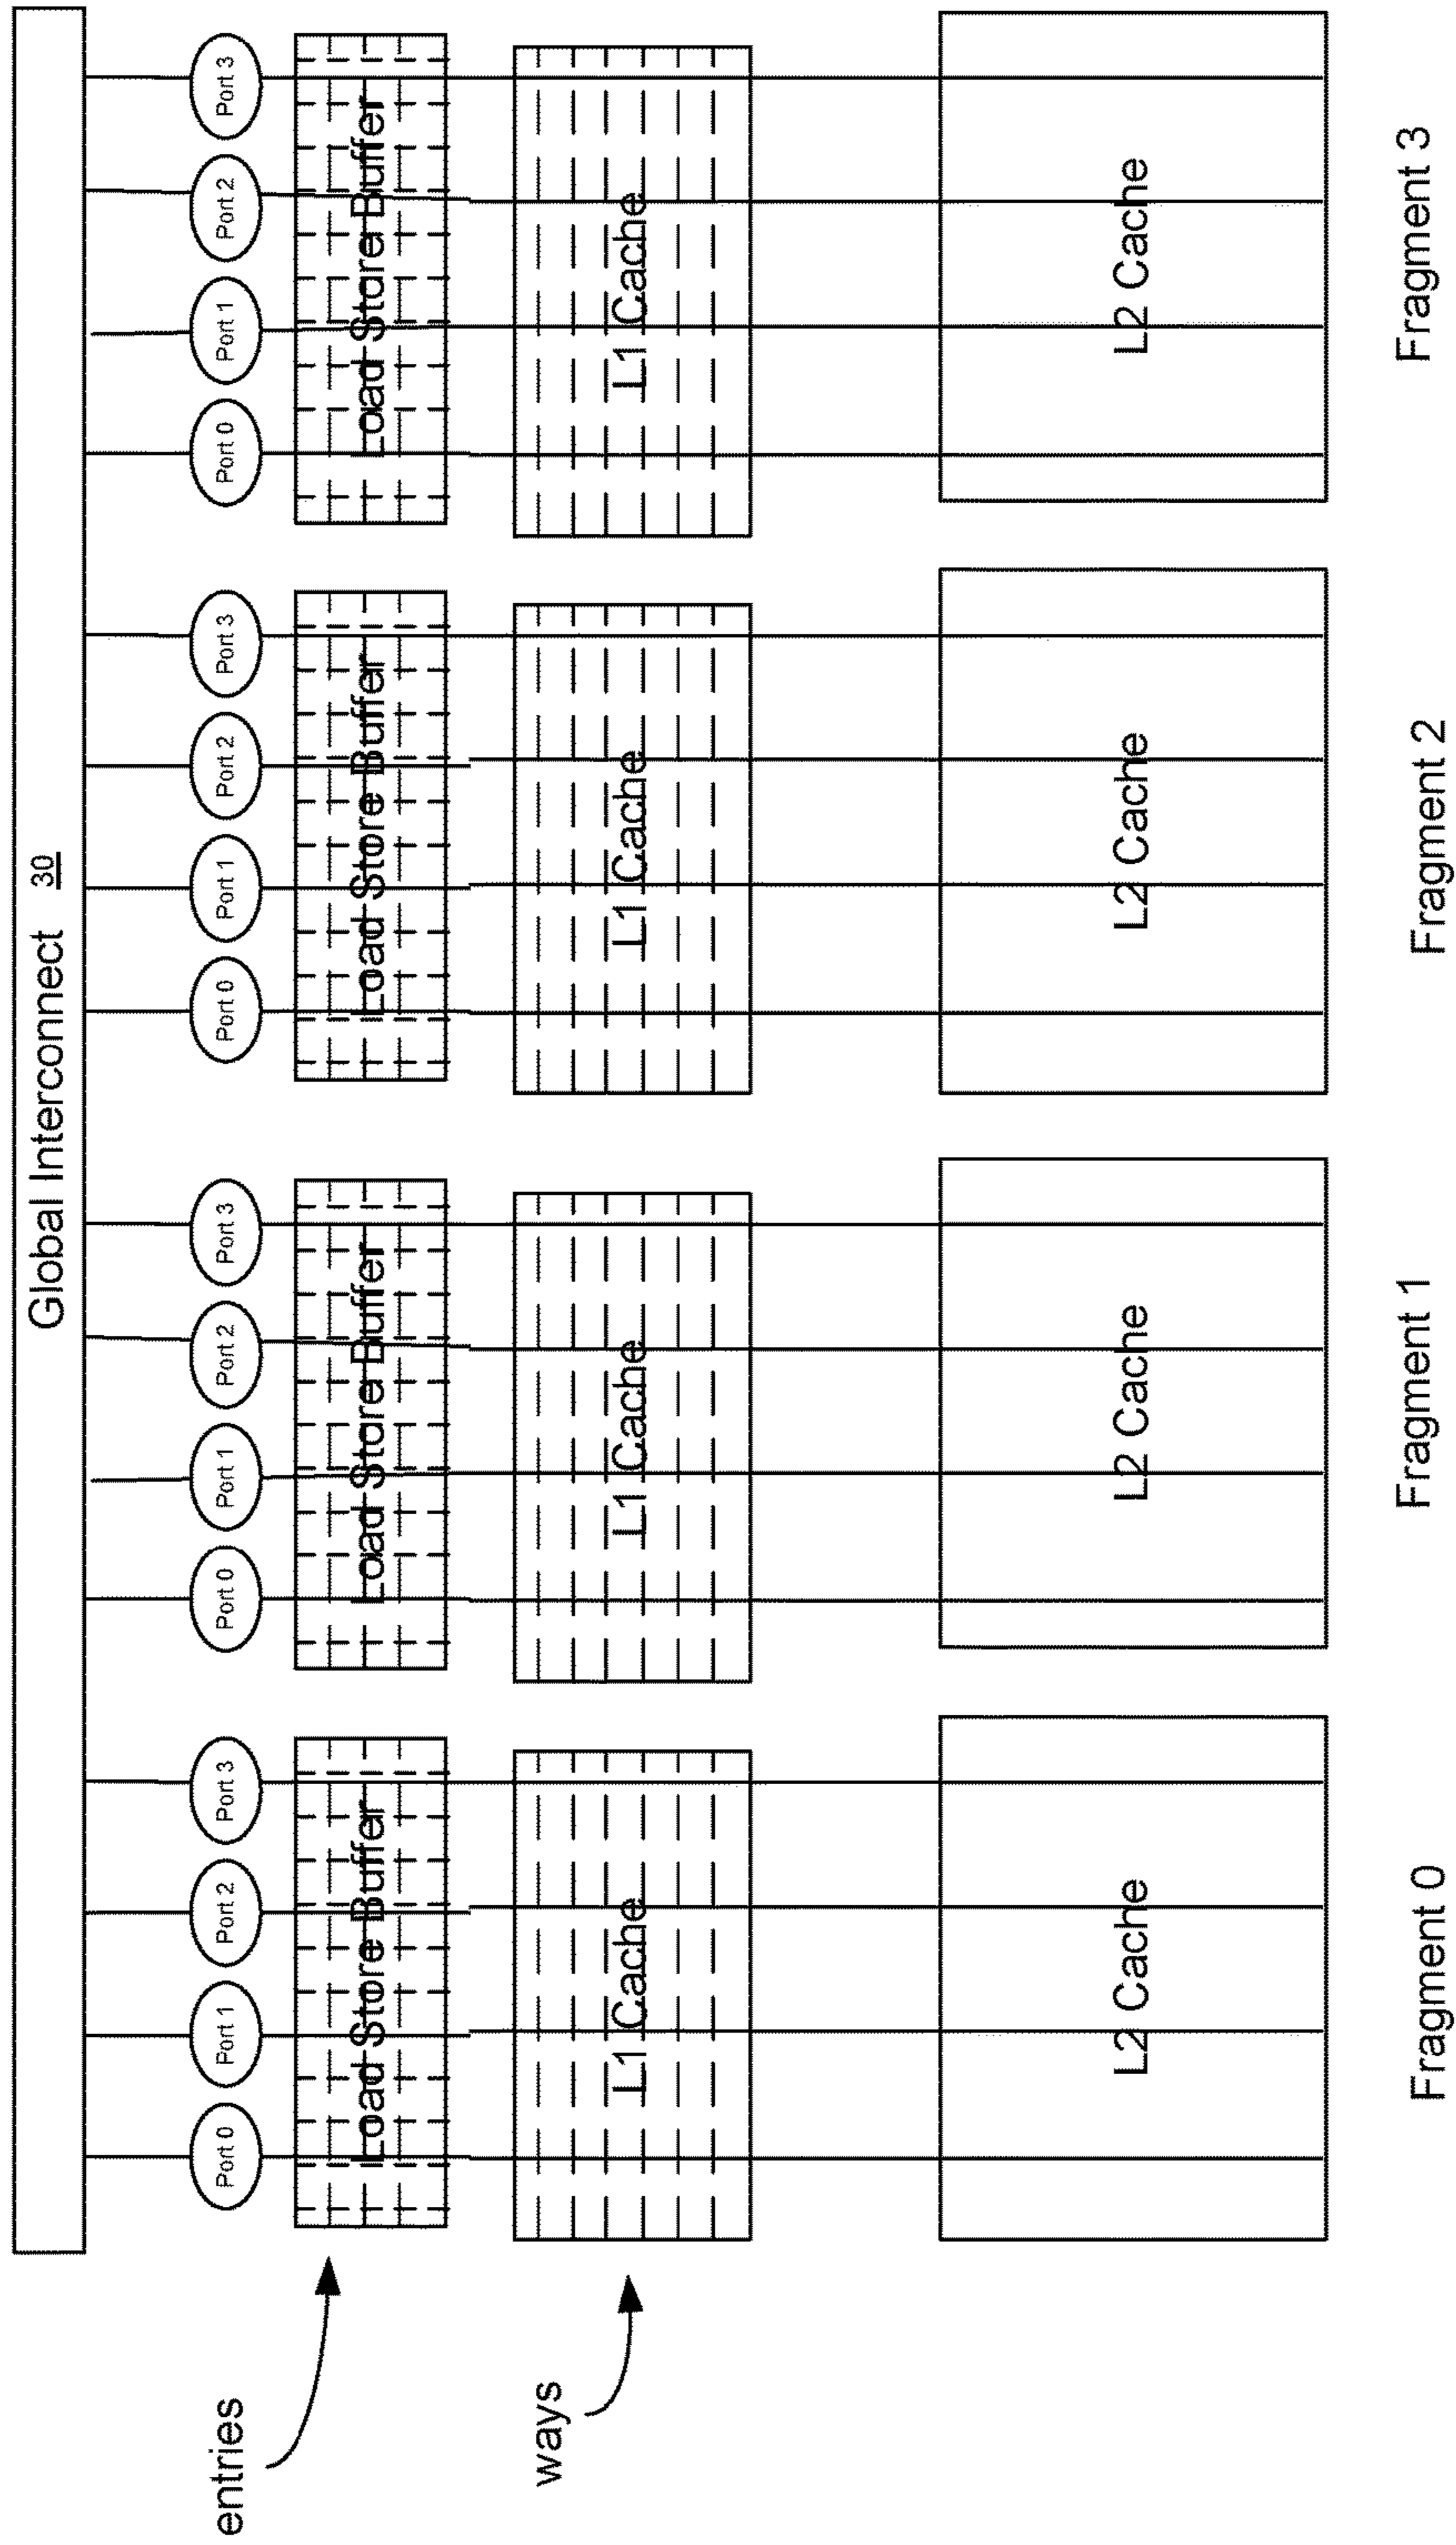 Global Interconnect 30
Port 0 Port 1 Port 2 Port 3 Port 0 Port 1 Port 2 Port 3 Port 0 Port 1 Port 2 Port 3 Port 0 Port 1 Port 2 Port 3
entries
Load Store Buffer Load Store Buffer Load Store Buffer Load Store Buffer
ways
L1 Cache L1 Cache L1 Cache L1 Cache
L2 Cache L2 Cache L2 Cache L2 Cache
Fragment 0 Fragment 1 Fragment 2 Fragment 3